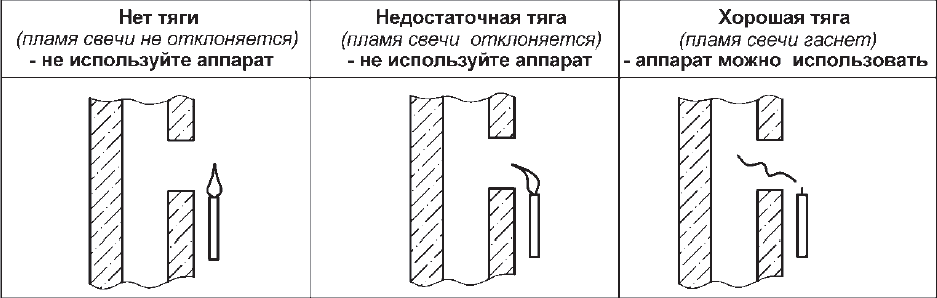 Нет тяги
(пламя свечи не отклоняется)
- не используйте аппарат
Недостаточная тяга
(пламя свечи отклоняется)
- не используйте аппарат
Хорошая тяга
(пламя свечи гаснет)
- аппарат можно использовать